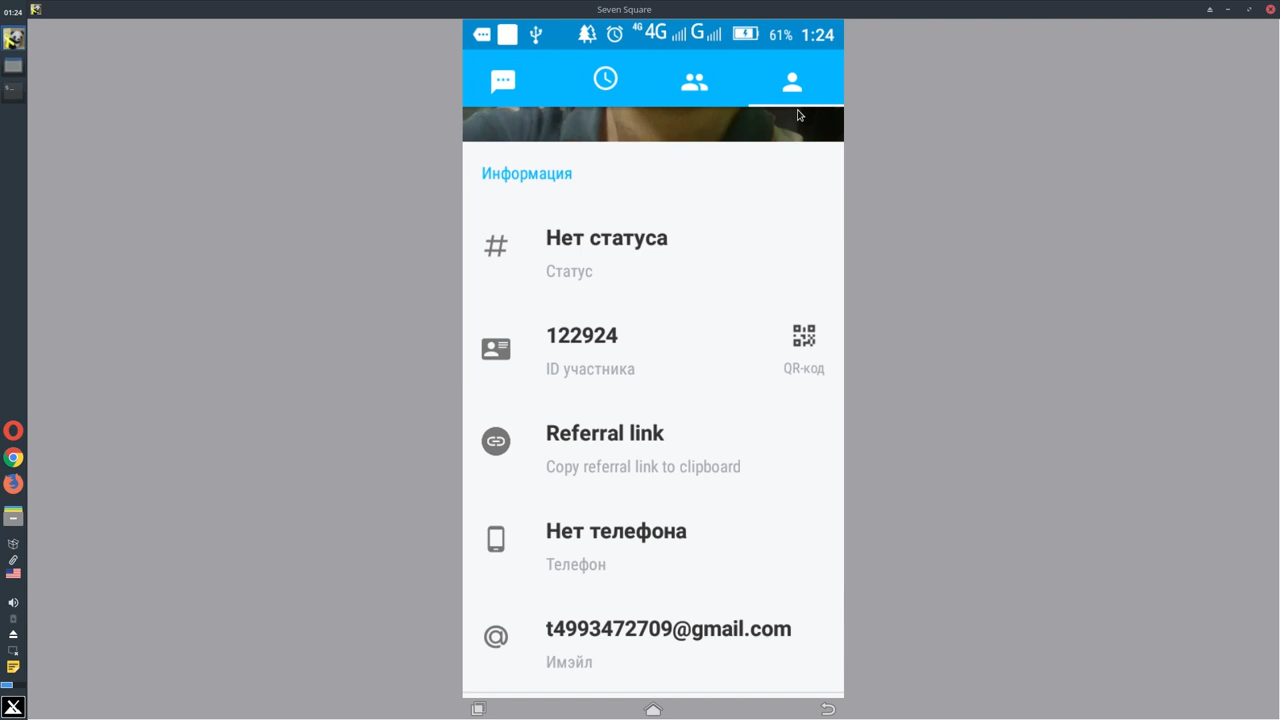 01:24
Seven Square
4G 4G G 61% 1:24
Информация
Нет статуса
Статус
122924
ID участника
QR-код
Referral link
Copy referral link to clipboard
Нет телефона
Телефон
t4993472709@gmail.com
Имэйл